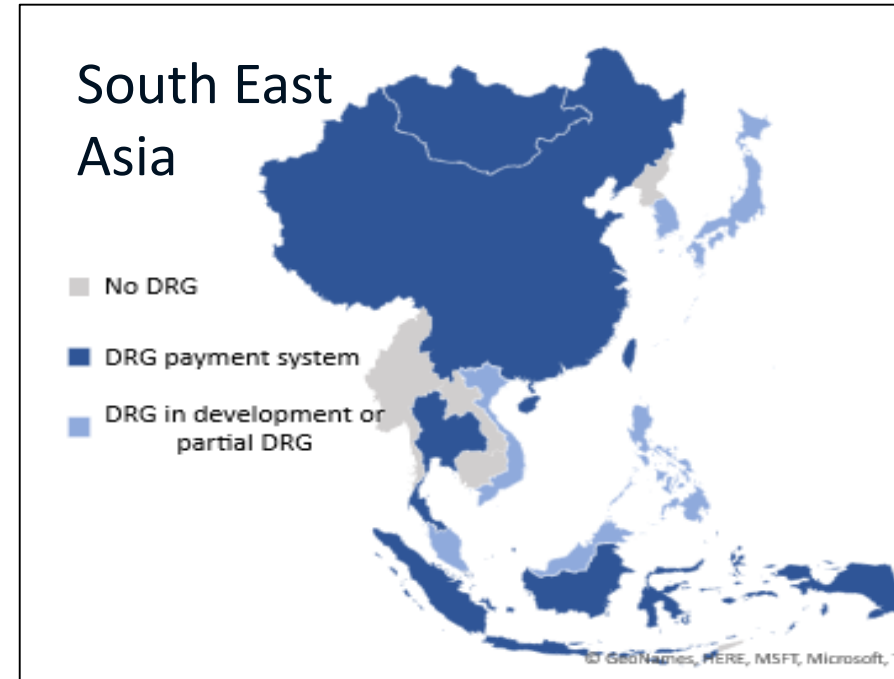 South East
Asia
No DRG
DRG payment system
DRG in development or
partial DRG
© GeoNames, HERE, MSFT, Microsoft,